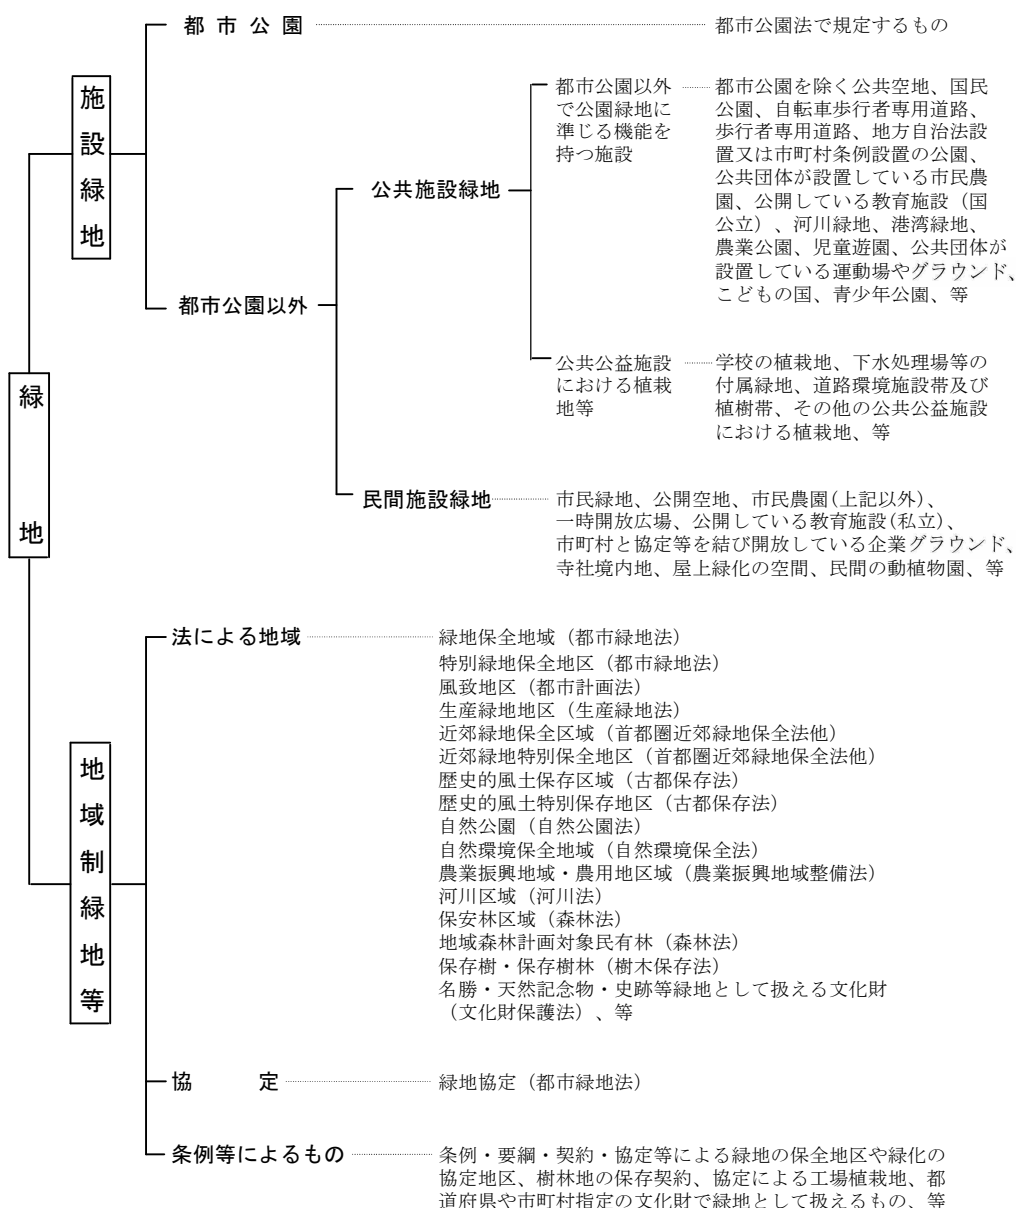 緑地
施設緑地
都市公園
都市公園法で規定するもの
都市公園以外
公共施設緑地
都市公園以外
で公園緑地に
準じる機能を
持つ施設
都市公園を除く公共空地、国民
公園、自転車歩行者専用道路、
歩行者専用道路、地方自治法設
置又は市町村条例設置の公園、
公共団体が設置している市民農
園、公開している教育施設（国
公立）、河川緑地、港湾緑地、
農業公園、児童遊園、公共団体が
設置している運動場やグラウンド、
こどもの国、青少年公園、等
公共公益施設
における植栽
地等
学校の植栽地、下水処理場等の
付属緑地、道路環境施設帯及び
植樹帯、その他の公共公益施設
における植栽地、等
民間施設緑地
市民緑地、公開空地、市民農園(上記以外)、
一時開放広場、公開している教育施設(私立)、
市町村と協定等を結び開放している企業グラウンド、
寺社境内地、屋上緑化の空間、民間の動植物園、等
地域制緑地等
法による地域
緑地保全地域（都市緑地法）
特別緑地保全地区（都市緑地法）
風致地区（都市計画法）
生産緑地地区（生産緑地法）
近郊緑地保全区域（首都圏近郊緑地保全法他）
近郊緑地特別保全地区（首都圏近郊緑地保全法他）
歴史的風土保存区域（古都保存法）
歴史的風土特別保存地区（古都保存法）
自然公園（自然公園法）
自然環境保全地域（自然環境保全法）
農業振興地域・農用地区域（農業振興地域整備法）
河川区域（河川法）
保安林区域（森林法）
地域森林計画対象民有林（森林法）
保存樹・保存樹林（樹木保存法）
名勝・天然記念物・史跡等緑地として扱える文化財
（文化財保護法）、等
協定
緑地協定（都市緑地法）
条例等によるもの
条例・要綱・契約・協定等による緑地の保全地区や緑化の
協定地区、樹林地の保存契約、協定による工場植栽地、都
道府県や市町村指定の文化財で緑地として扱えるもの、等